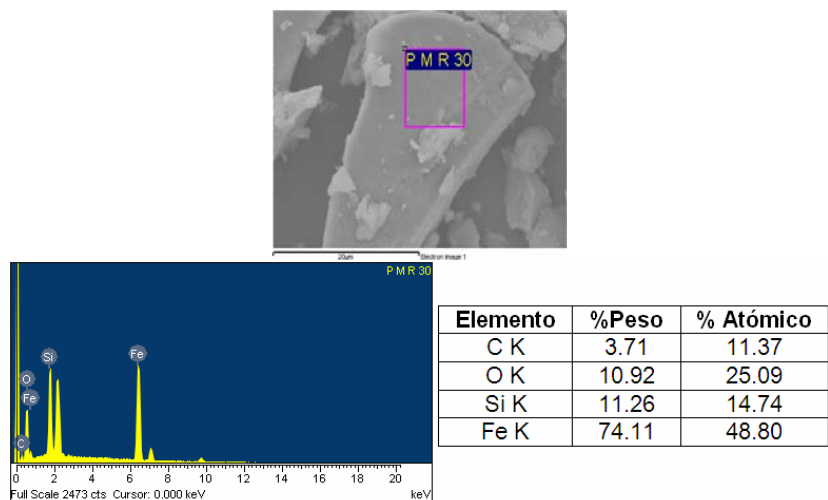 P M R 30
20µm Electron Image 1
P M R 30
Si
Fe
O
Fe
C
0 2 4 6 8 10 12 14 16 18 20
Full Scale 2473 cts Cursor: 0.000 keV keV
Elemento %Peso % Atómico
C K 3.71 11.37
O K 10.92 25.09
Si K 11.26 14.74
Fe K 74.11 48.80